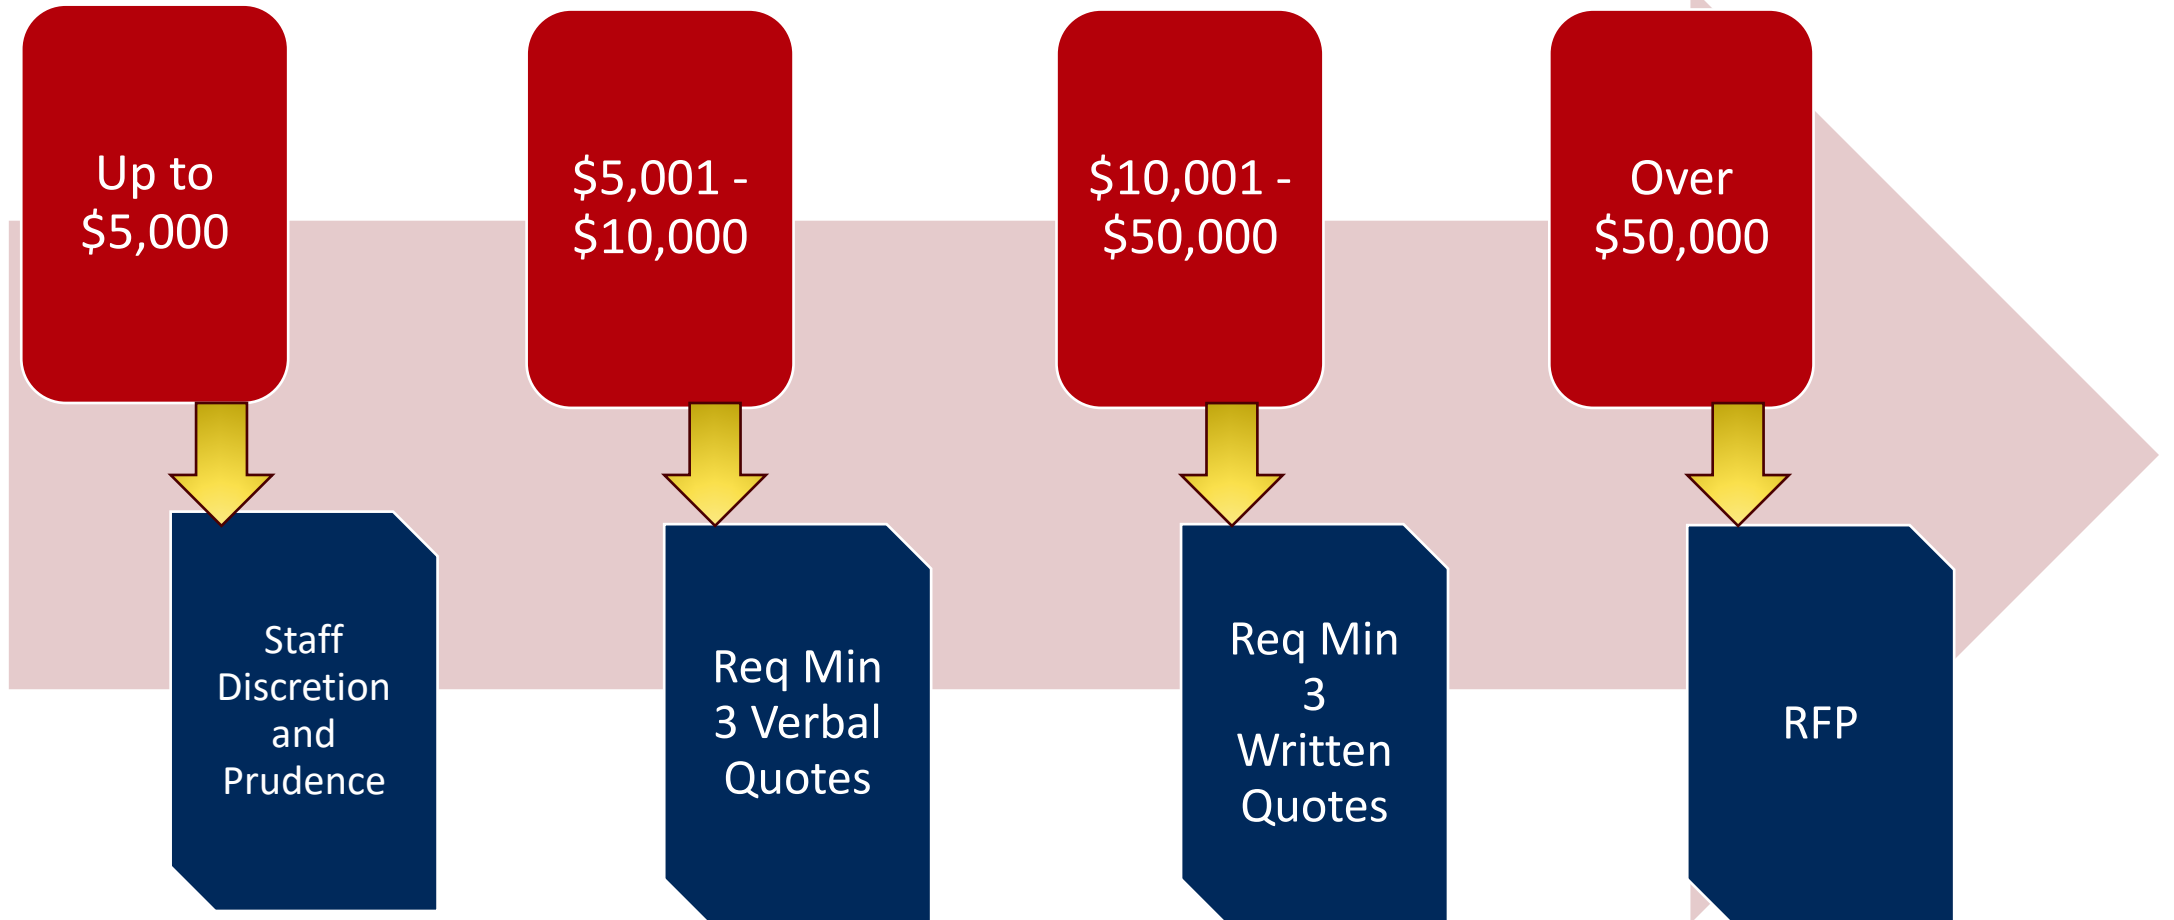 Up to
$5,000
$5,001 -
$10,000
$10,001 -
$50,000
Over
$50,000
Staff
Discretion
and
Prudence
Req Min
3 Verbal
Quotes
Req Min
3
Written
Quotes
RFP